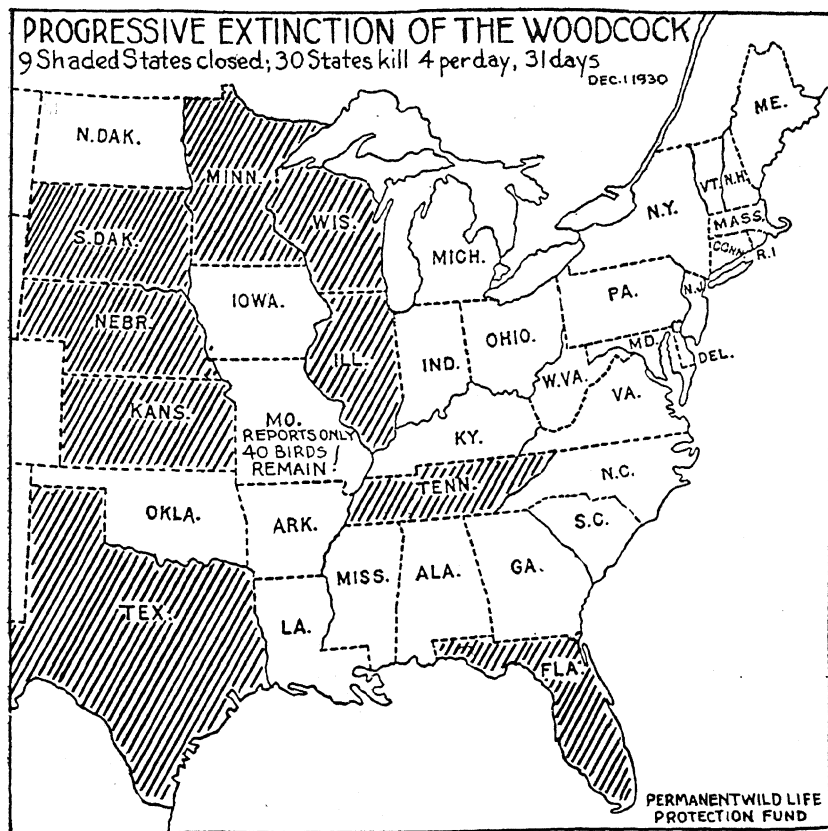 PROGRESSIVE EXTINCTION OF THE WOODCOCK
9 Shaded States closed; 30 States kill 4 per day, 31 days
DEC. 1 1930
N.DAK.
MINN.
S.DAK.
WIS.
MICH.
IOWA.
NEBR.
ILL.
IND.
OHIO.
KANS.
MO.
REPORTS ONLY
40 BIRDS
REMAIN!
KY.
W.VA.
VA.
PA.
N.Y.
ME.
VT.
N.H.
MASS.
CONN.
R.I
N.J.
MD.
DEL.
TENN.
N.C.
S.C.
OKLA.
ARK.
MISS.
ALA.
GA.
TEX.
LA.
FLA.
PERMANENT WILD LIFE
PROTECTION FUND